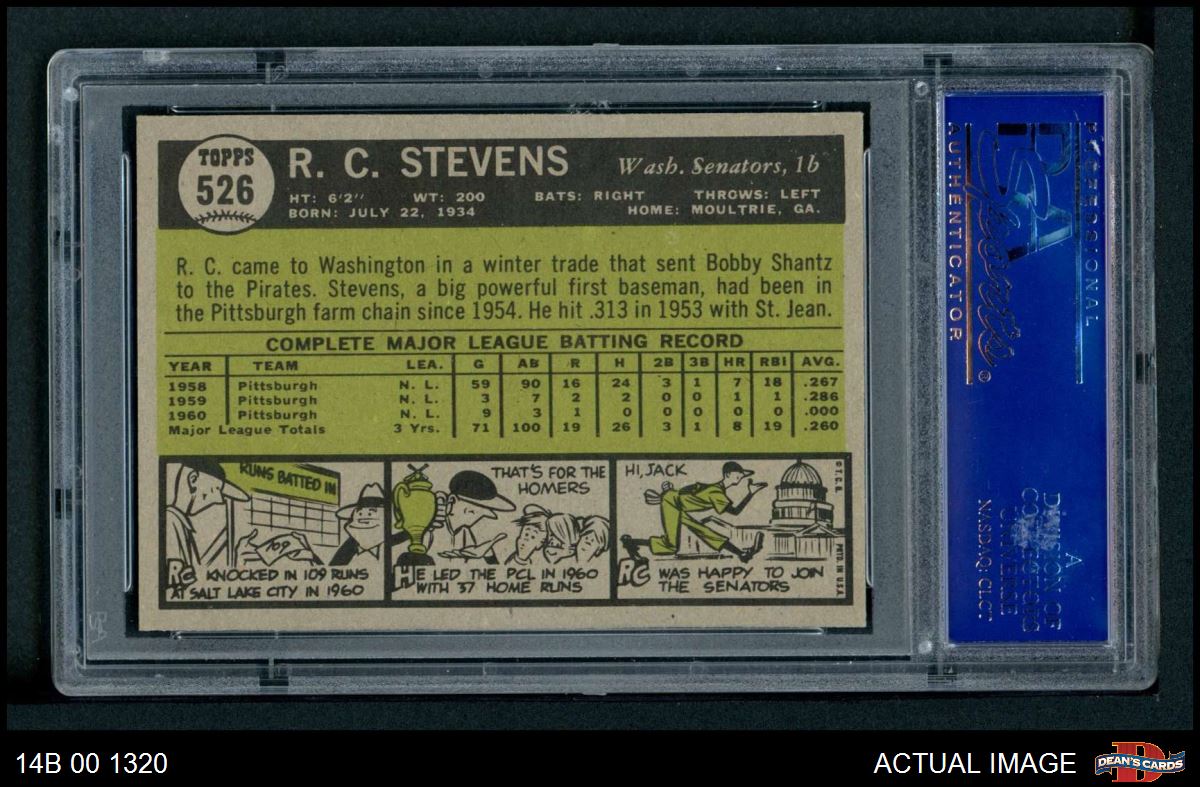 TOPPS
526
R. C. STEVENS
Wash. Senators, 1b
HT: 6'2" WT: 200 BATS: RIGHT THROWS: LEFT
BORN: JULY 22, 1934 HOME: MOULTRIE, GA.
R. C. came to Washington in a winter trade that sent Bobby Shantz
to the Pirates. Stevens, a big powerful first baseman, had been in
the Pittsburgh farm chain since 1954. He hit .313 in 1953 with St. Jean.
COMPLETE MAJOR LEAGUE BATTING RECORD
YEAR TEAM LEA. G AB R H 2B 3B HR RBI AVG.
1958 Pittsburgh N. L. 59 90 16 24 3 1 7 18 .267
1959 Pittsburgh N. L. 3 7 2 2 0 0 1 1 .286
1960 Pittsburgh N. L. 9 3 1 0 0 0 0 0 .000
Major League Totals 3 Yrs. 71 100 19 26 3 1 8 19 .260
RUNS BATTED IN
109
RC KNOCKED IN 109 RUNS
AT SALT LAKE CITY IN 1960
THAT'S FOR THE
HOMERS
HE LED THE PCL IN 1960
WITH 37 HOME RUNS
HI, JACK
RC WAS HAPPY TO JOIN
THE SENATORS
© T.C.G.
PRTD. IN U.S.A.
PROFESSIONAL
PSA
Sports
AUTHENTICATOR
®
A
DIVISION OF
COLLECTORS
UNIVERSE
NASDAQ: CLCT
PSA
14B 00 1320
ACTUAL IMAGE
D
DEAN'S CARDS